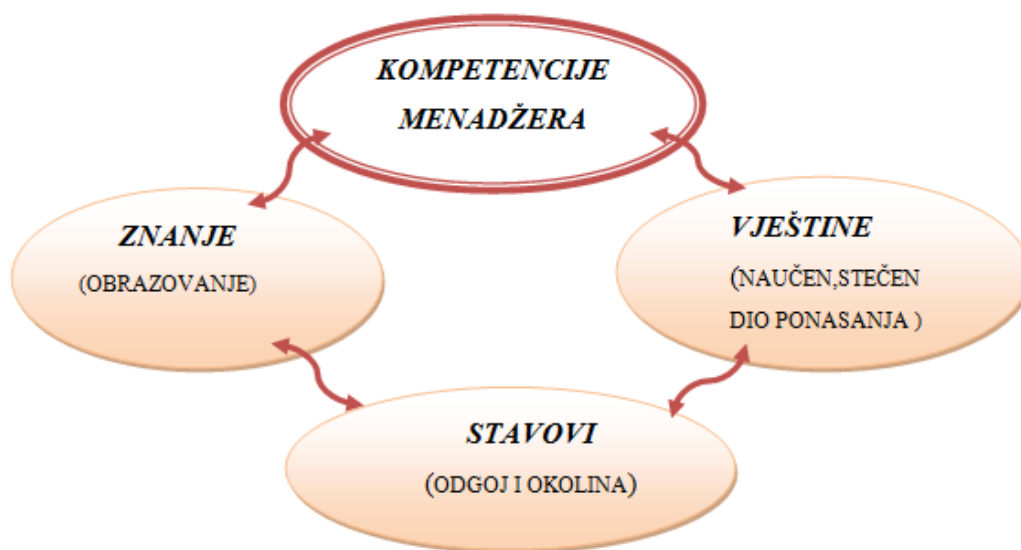 KOMPETENCIJE
MENADŽERA
ZNANJE
(OBRAZOVANJE)
VJEŠTINE
(NAUČEN,STEČEN
DIO PONASANJA )
STAVOVI
(ODGOJ I OKOLINA)